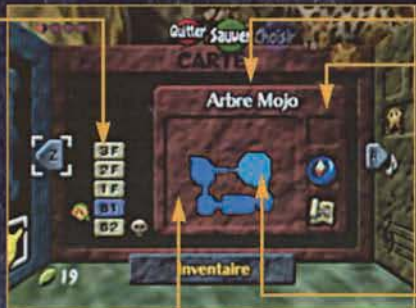 Quitter Sauver Choisir
CARTE
Arbre Mojo
Z
R
3F
2F
1F
B1
B2
19
Inventaire